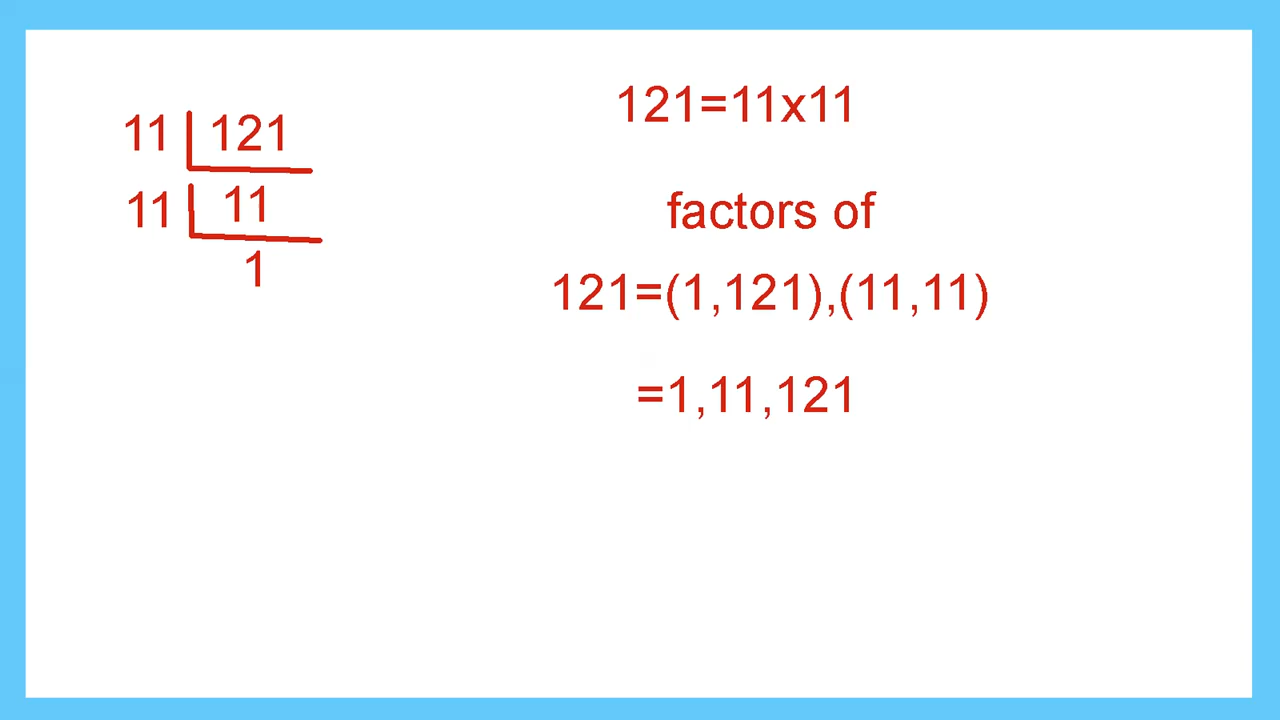 11 | 121
11 | 11
1
121=11x11
factors of
121=(1,121),(11,11)
=1,11,121